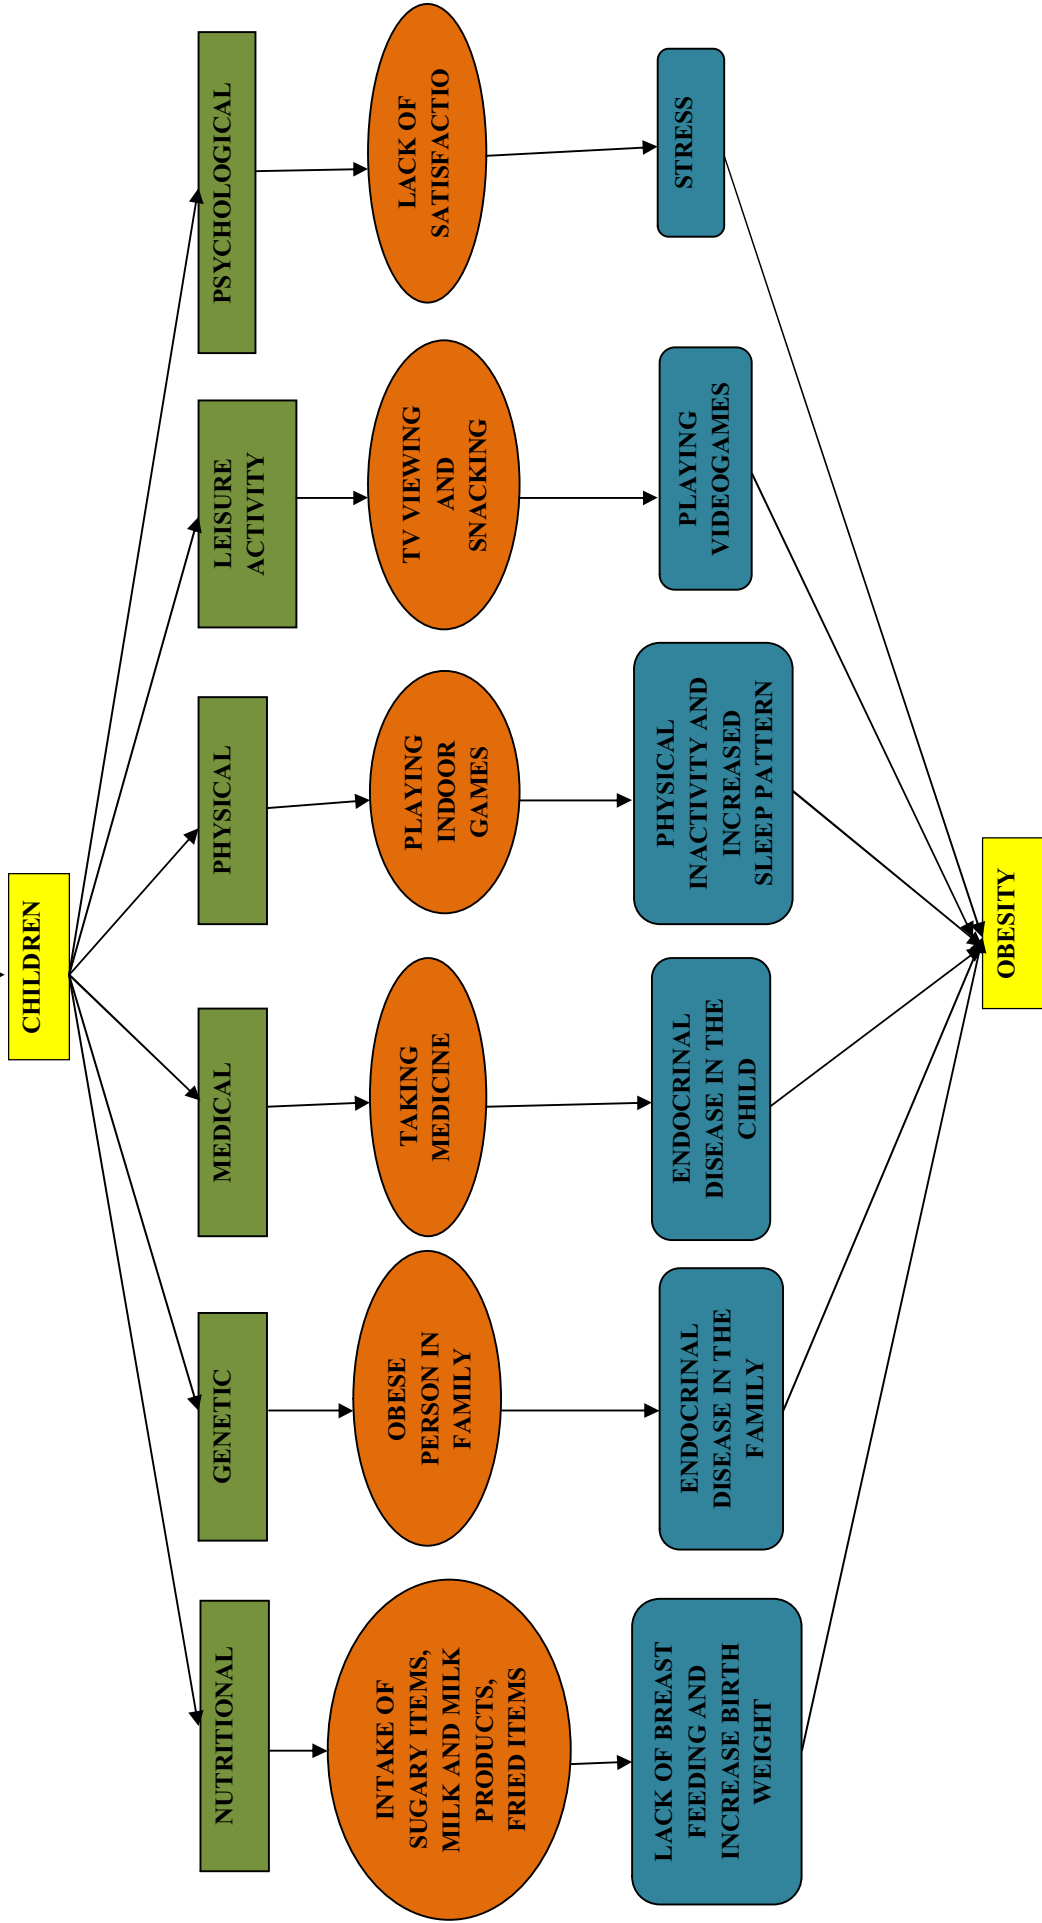 CHILDREN
NUTRITIONAL
GENETIC
MEDICAL
PHYSICAL
LEISURE
ACTIVITY
PSYCHOLOGICAL
INTAKE OF
SUGARY ITEMS,
MILK AND MILK
PRODUCTS,
FRIED ITEMS
OBESE
PERSON IN
FAMILY
TAKING
MEDICINE
PLAYING
INDOOR
GAMES
TV VIEWING
AND
SNACKING
LACK OF
SATISFACTIO
LACK OF BREAST
FEEDING AND
INCREASE BIRTH
WEIGHT
ENDOCRINAL
DISEASE IN THE
FAMILY
ENDOCRINAL
DISEASE IN THE
CHILD
PHYSICAL
INACTIVITY AND
INCREASED
SLEEP PATTERN
PLAYING
VIDEOGAMES
STRESS
OBESITY